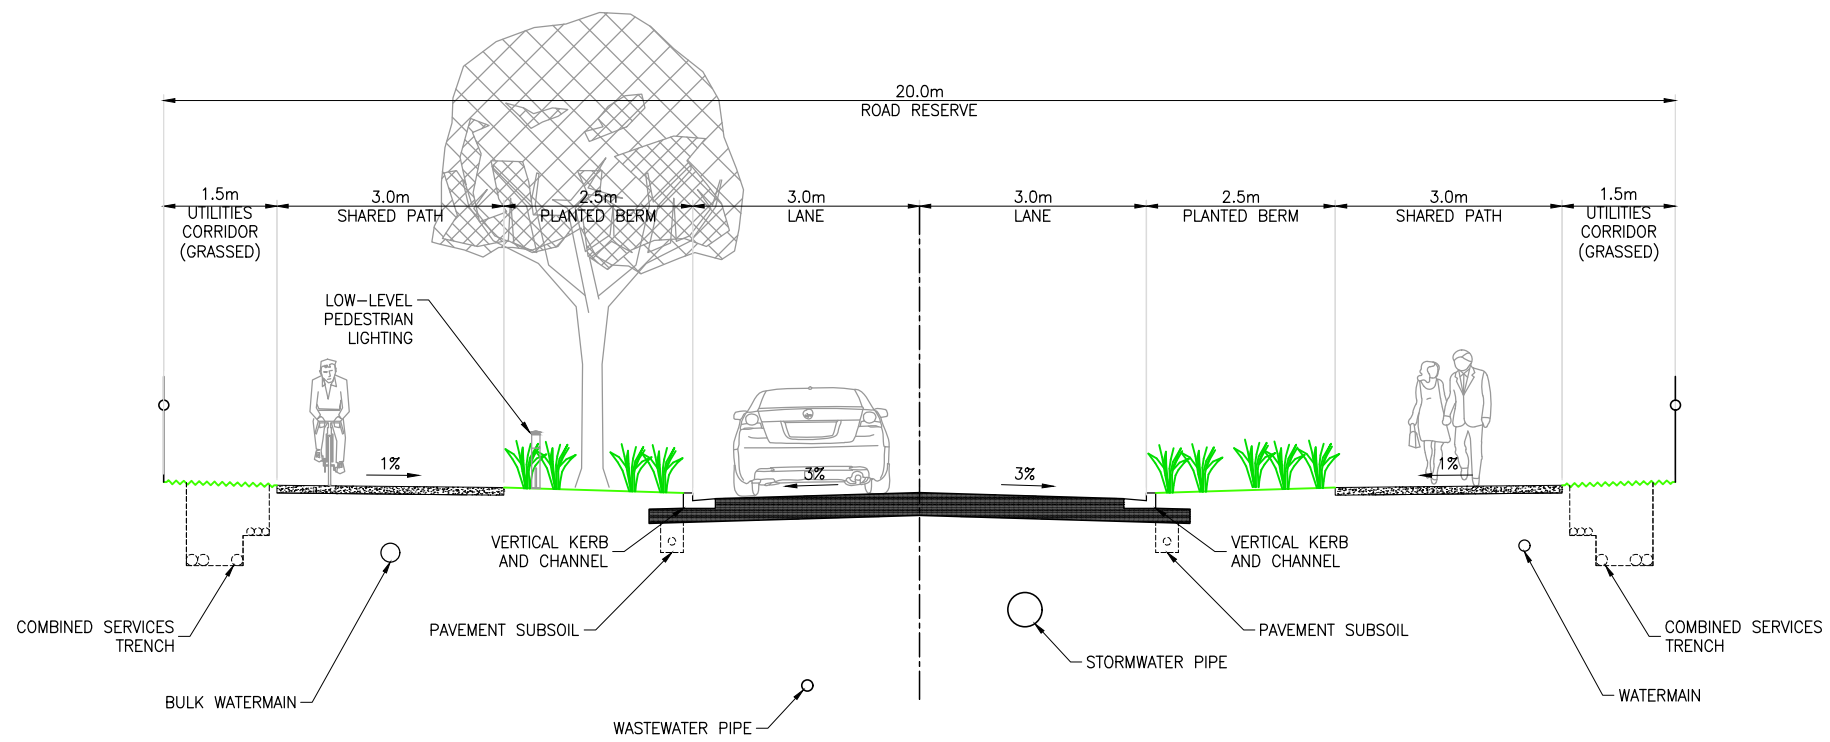 20.0m
ROAD RESERVE
1.5m
UTILITIES
CORRIDOR
(GRASSED)
3.0m
SHARED PATH
2.5m
PLANTED BERM
3.0m
LANE
3.0m
LANE
2.5m
PLANTED BERM
3.0m
SHARED PATH
1.5m
UTILITIES
CORRIDOR
(GRASSED)
LOW-LEVEL
PEDESTRIAN
LIGHTING
1%
3%
3%
1%
VERTICAL KERB
AND CHANNEL
VERTICAL KERB
AND CHANNEL
COMBINED SERVICES
TRENCH
PAVEMENT SUBSOIL
PAVEMENT SUBSOIL
COMBINED SERVICES
TRENCH
STORMWATER PIPE
BULK WATERMAIN
WATERMAIN
WASTEWATER PIPE